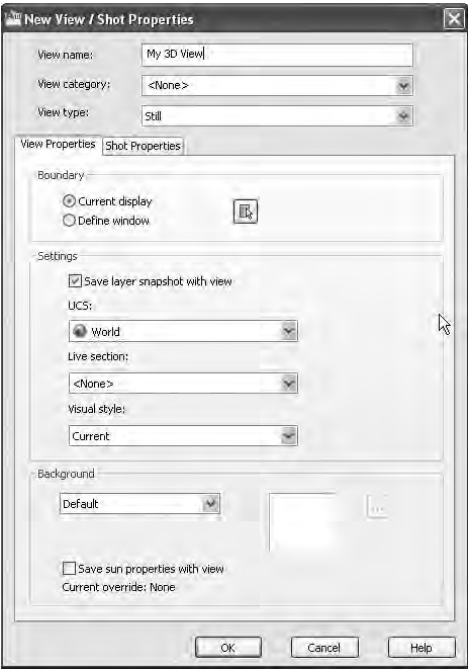 New View / Shot Properties
View name: My 3D View
View category: <None>
View type: Still
View Properties Shot Properties
Boundary
Current display
Define window
Settings
Save layer snapshot with view
UCS:
World
Live section:
<None>
Visual style:
Current
Background
Default
...
Save sun properties with view
Current override: None
OK Cancel Help